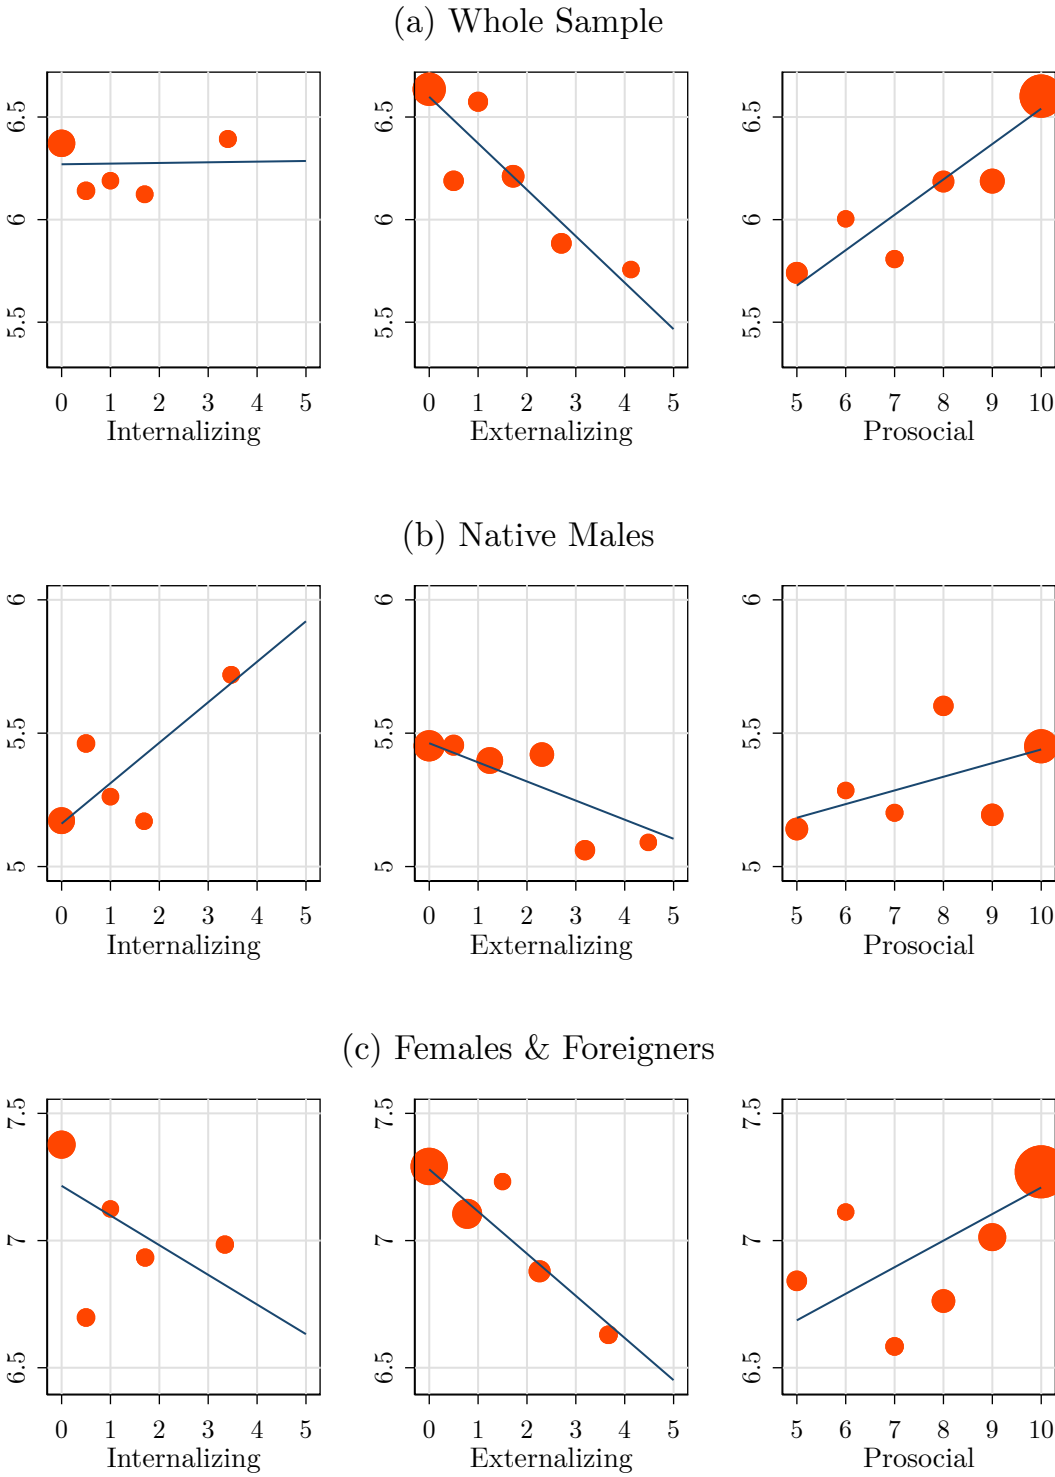 (a) Whole Sample
5.5 6 6.5
0 1 2 3 4 5
Internalizing
5.5 6 6.5
0 1 2 3 4 5
Externalizing
5.5 6 6.5
5 6 7 8 9 10
Prosocial
(b) Native Males
5 5.5 6
0 1 2 3 4 5
Internalizing
5 5.5 6
0 1 2 3 4 5
Externalizing
5 5.5 6
5 6 7 8 9 10
Prosocial
(c) Females & Foreigners
6.5 7 7.5
0 1 2 3 4 5
Internalizing
6.5 7 7.5
0 1 2 3 4 5
Externalizing
6.5 7 7.5
5 6 7 8 9 10
Prosocial